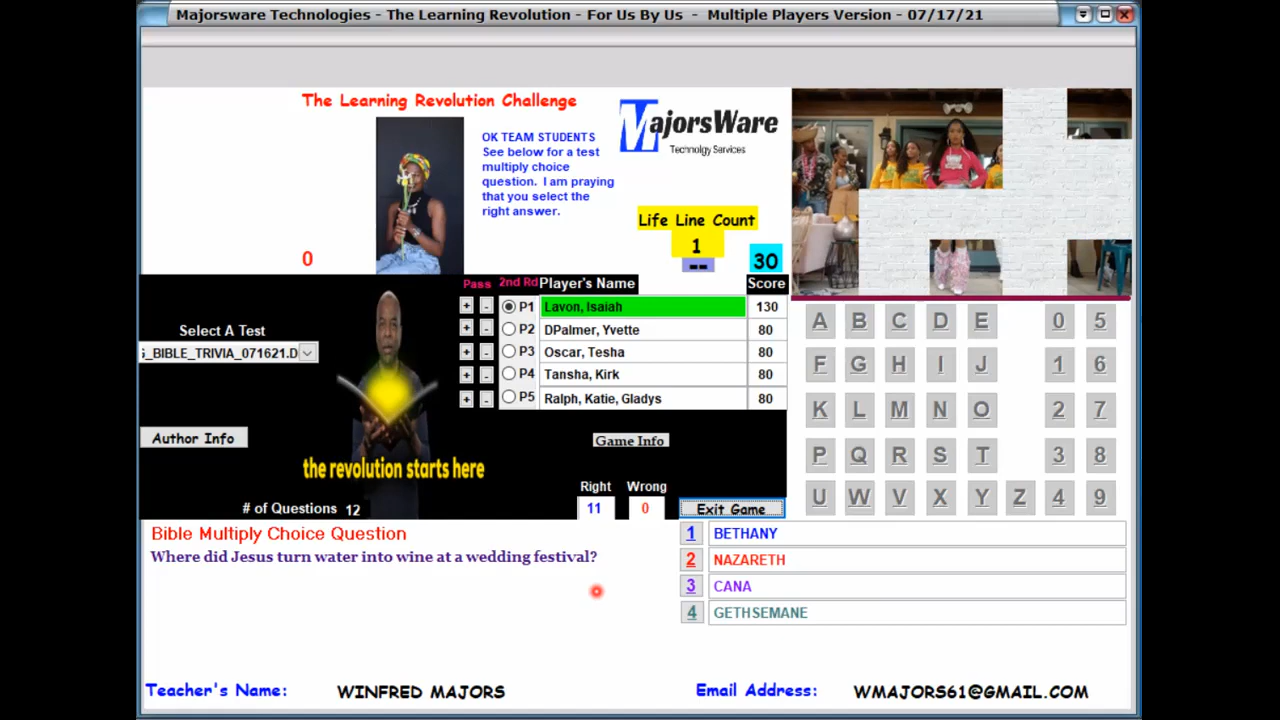 Majorsware Technologies - The Learning Revolution - For Us By Us - Multiple Players Version - 07/17/21
The Learning Revolution Challenge
OK TEAM STUDENTS
See below for a test
multiply choice
question. I am praying
that you select the
right answer.
MajorsWare
Technolgy Services
Life Line Count
1
--
30
0
Pass 2nd Rd Player's Name Score
+ - P1 Lavon, Isaiah 130
+ - P2 DPalmer, Yvette 80
+ - P3 Oscar, Tesha 80
+ - P4 Tansha, Kirk 80
+ - P5 Ralph, Katie, Gladys 80
Select A Test
_BIBLE_TRIVIA_071621.D
Author Info
the revolution starts here
Game Info
# of Questions 12
Right Wrong
11 0
Exit Game
A B C D E 0 5
F G H I J 1 6
K L M N O 2 7
P Q R S T 3 8
U W V X Y Z 4 9
Bible Multiply Choice Question
Where did Jesus turn water into wine at a wedding festival?
1 BETHANY
2 NAZARETH
3 CANA
4 GETHSEMANE
Teacher's Name: WINFRED MAJORS
Email Address: WMAJORS61@GMAIL.COM